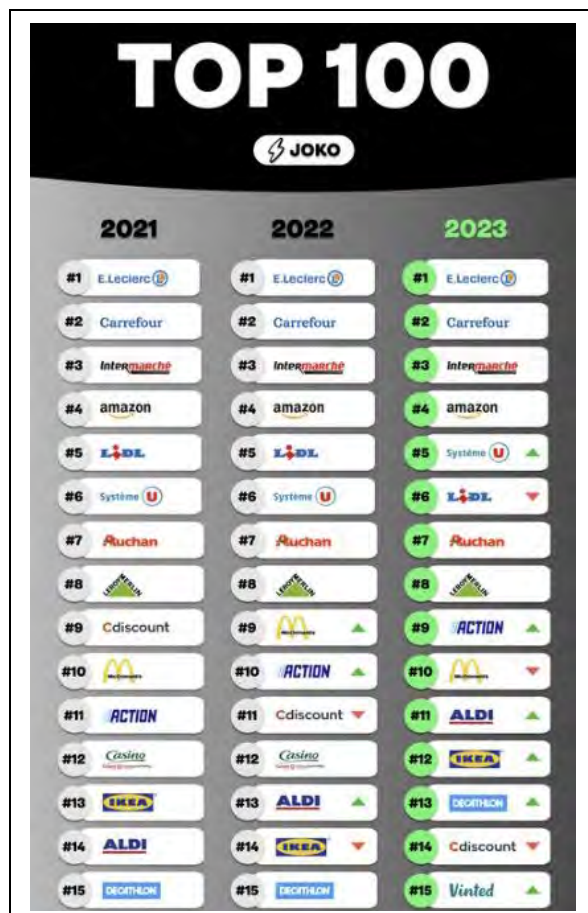 TOP 100
JOKO
2021 2022 2023
#1 E.Leclerc #1 E.Leclerc #1 E.Leclerc
#2 Carrefour #2 Carrefour #2 Carrefour
#3 Intermarché #3 Intermarché #3 Intermarché
#4 amazon #4 amazon #4 amazon
#5 LIDL #5 LIDL #5 Système U
#6 Système U #6 Système U #6 LIDL
#7 Auchan #7 Auchan #7 Auchan
#8 LEROY MERLIN #8 LEROY MERLIN #8 LEROY MERLIN
#9 Cdiscount #9 McDonald's #9 ACTION
#10 McDonald's #10 ACTION #10 McDonald's
#11 ACTION #11 Cdiscount #11 ALDI
#12 Casino #12 Casino #12 IKEA
#13 IKEA #13 ALDI #13 DECATHLON
#14 ALDI #14 IKEA #14 Cdiscount
#15 DECATHLON #15 DECATHLON #15 Vinted